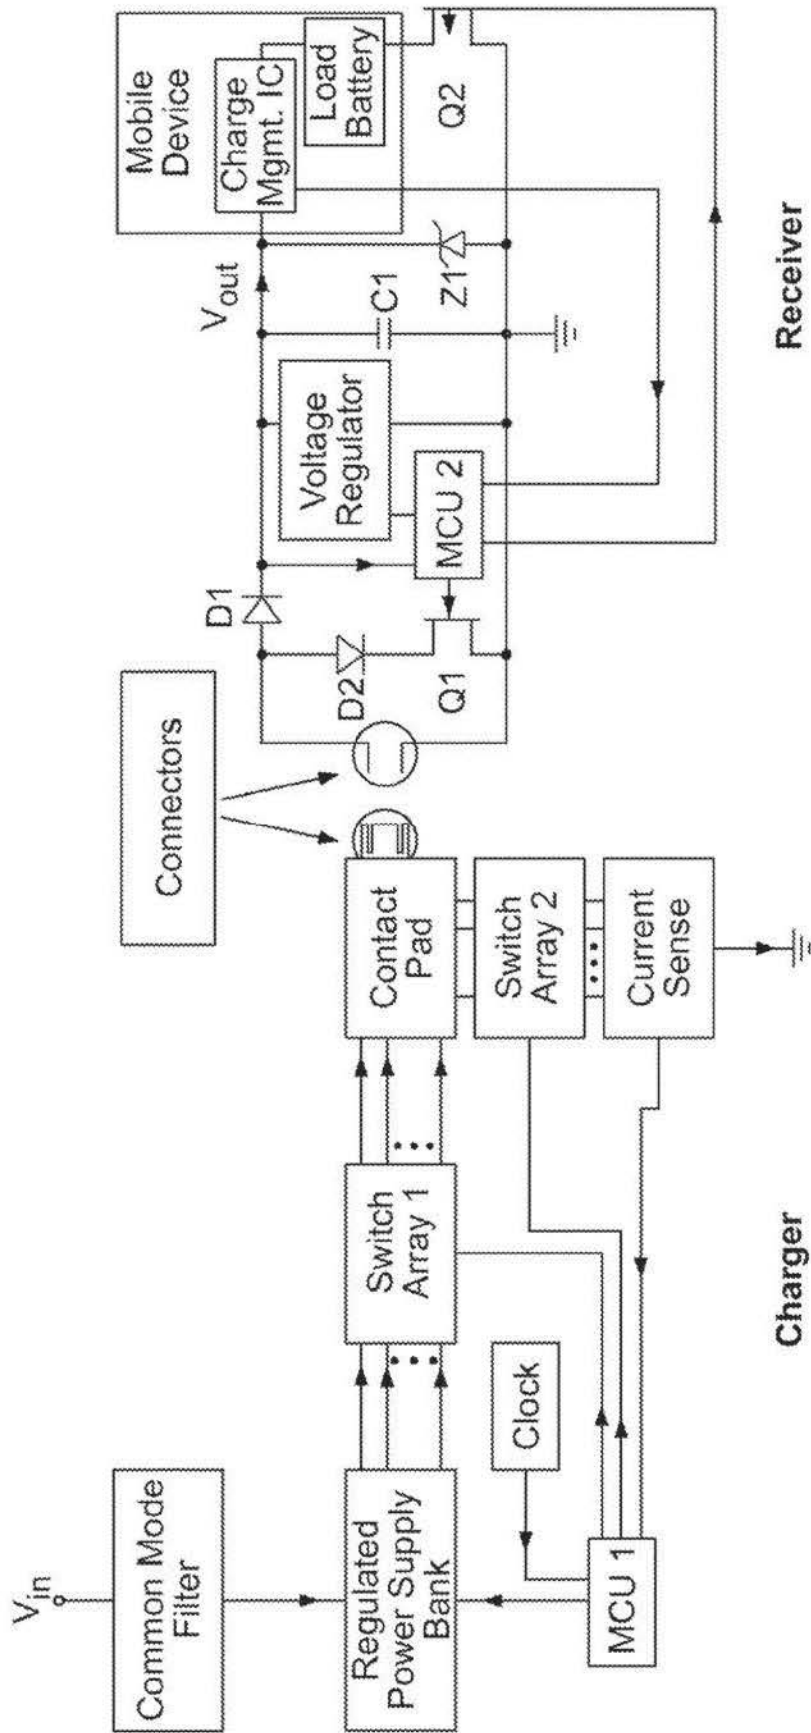 V_in
Common Mode
Filter
Regulated
Power Supply
Bank
MCU 1
Clock
Switch
Array 1
Contact
Pad
Switch
Array 2
Current
Sense
Charger
Connectors
D1
D2
Q1
MCU 2
Voltage
Regulator
V_out
C1
Z1
Mobile
Device
Charge
Mgmt. IC
Load
Battery
Q2
Receiver